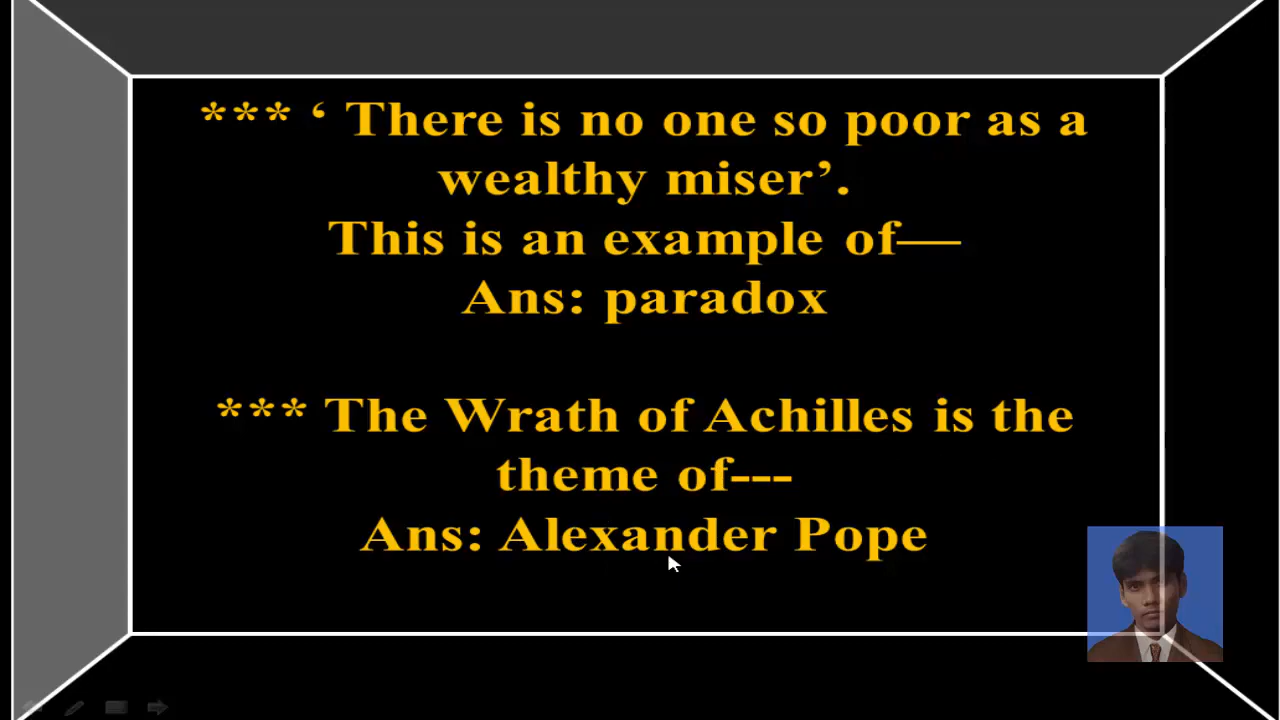 *** ‘ There is no one so poor as a
wealthy miser’.
This is an example of—
Ans: paradox
*** The Wrath of Achilles is the
theme of---
Ans: Alexander Pope